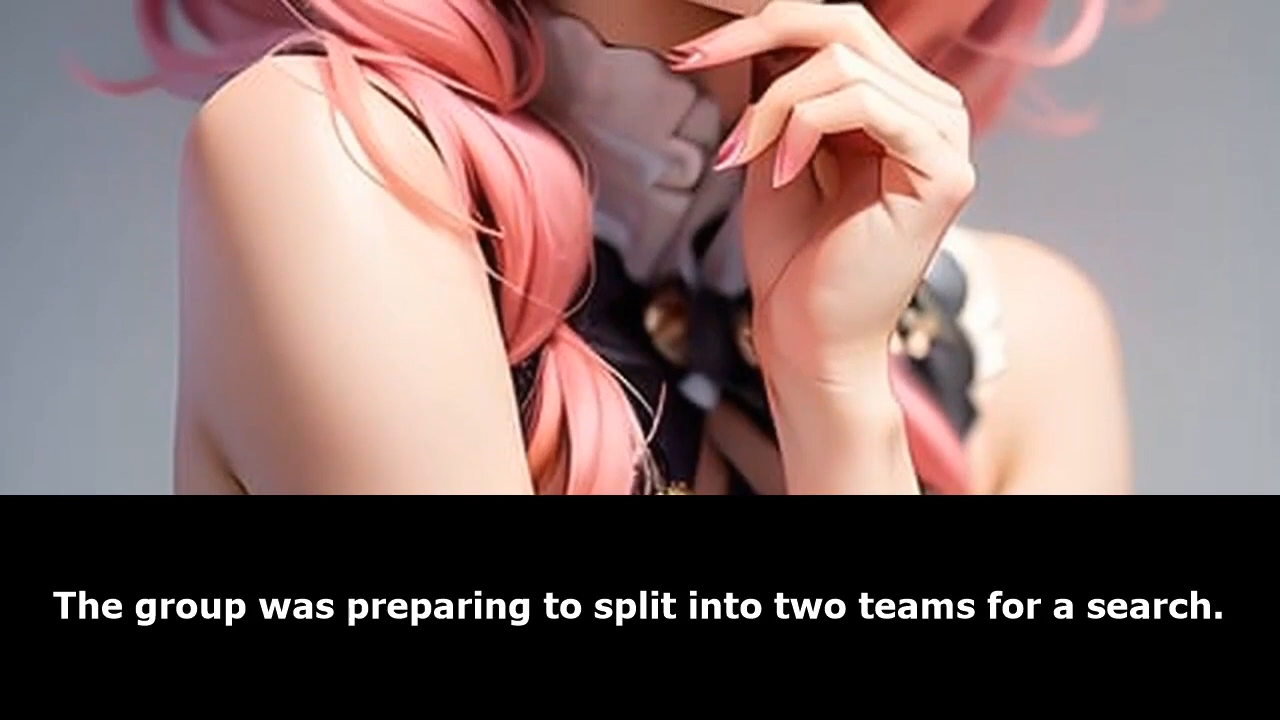 The group was preparing to split into two teams for a search.